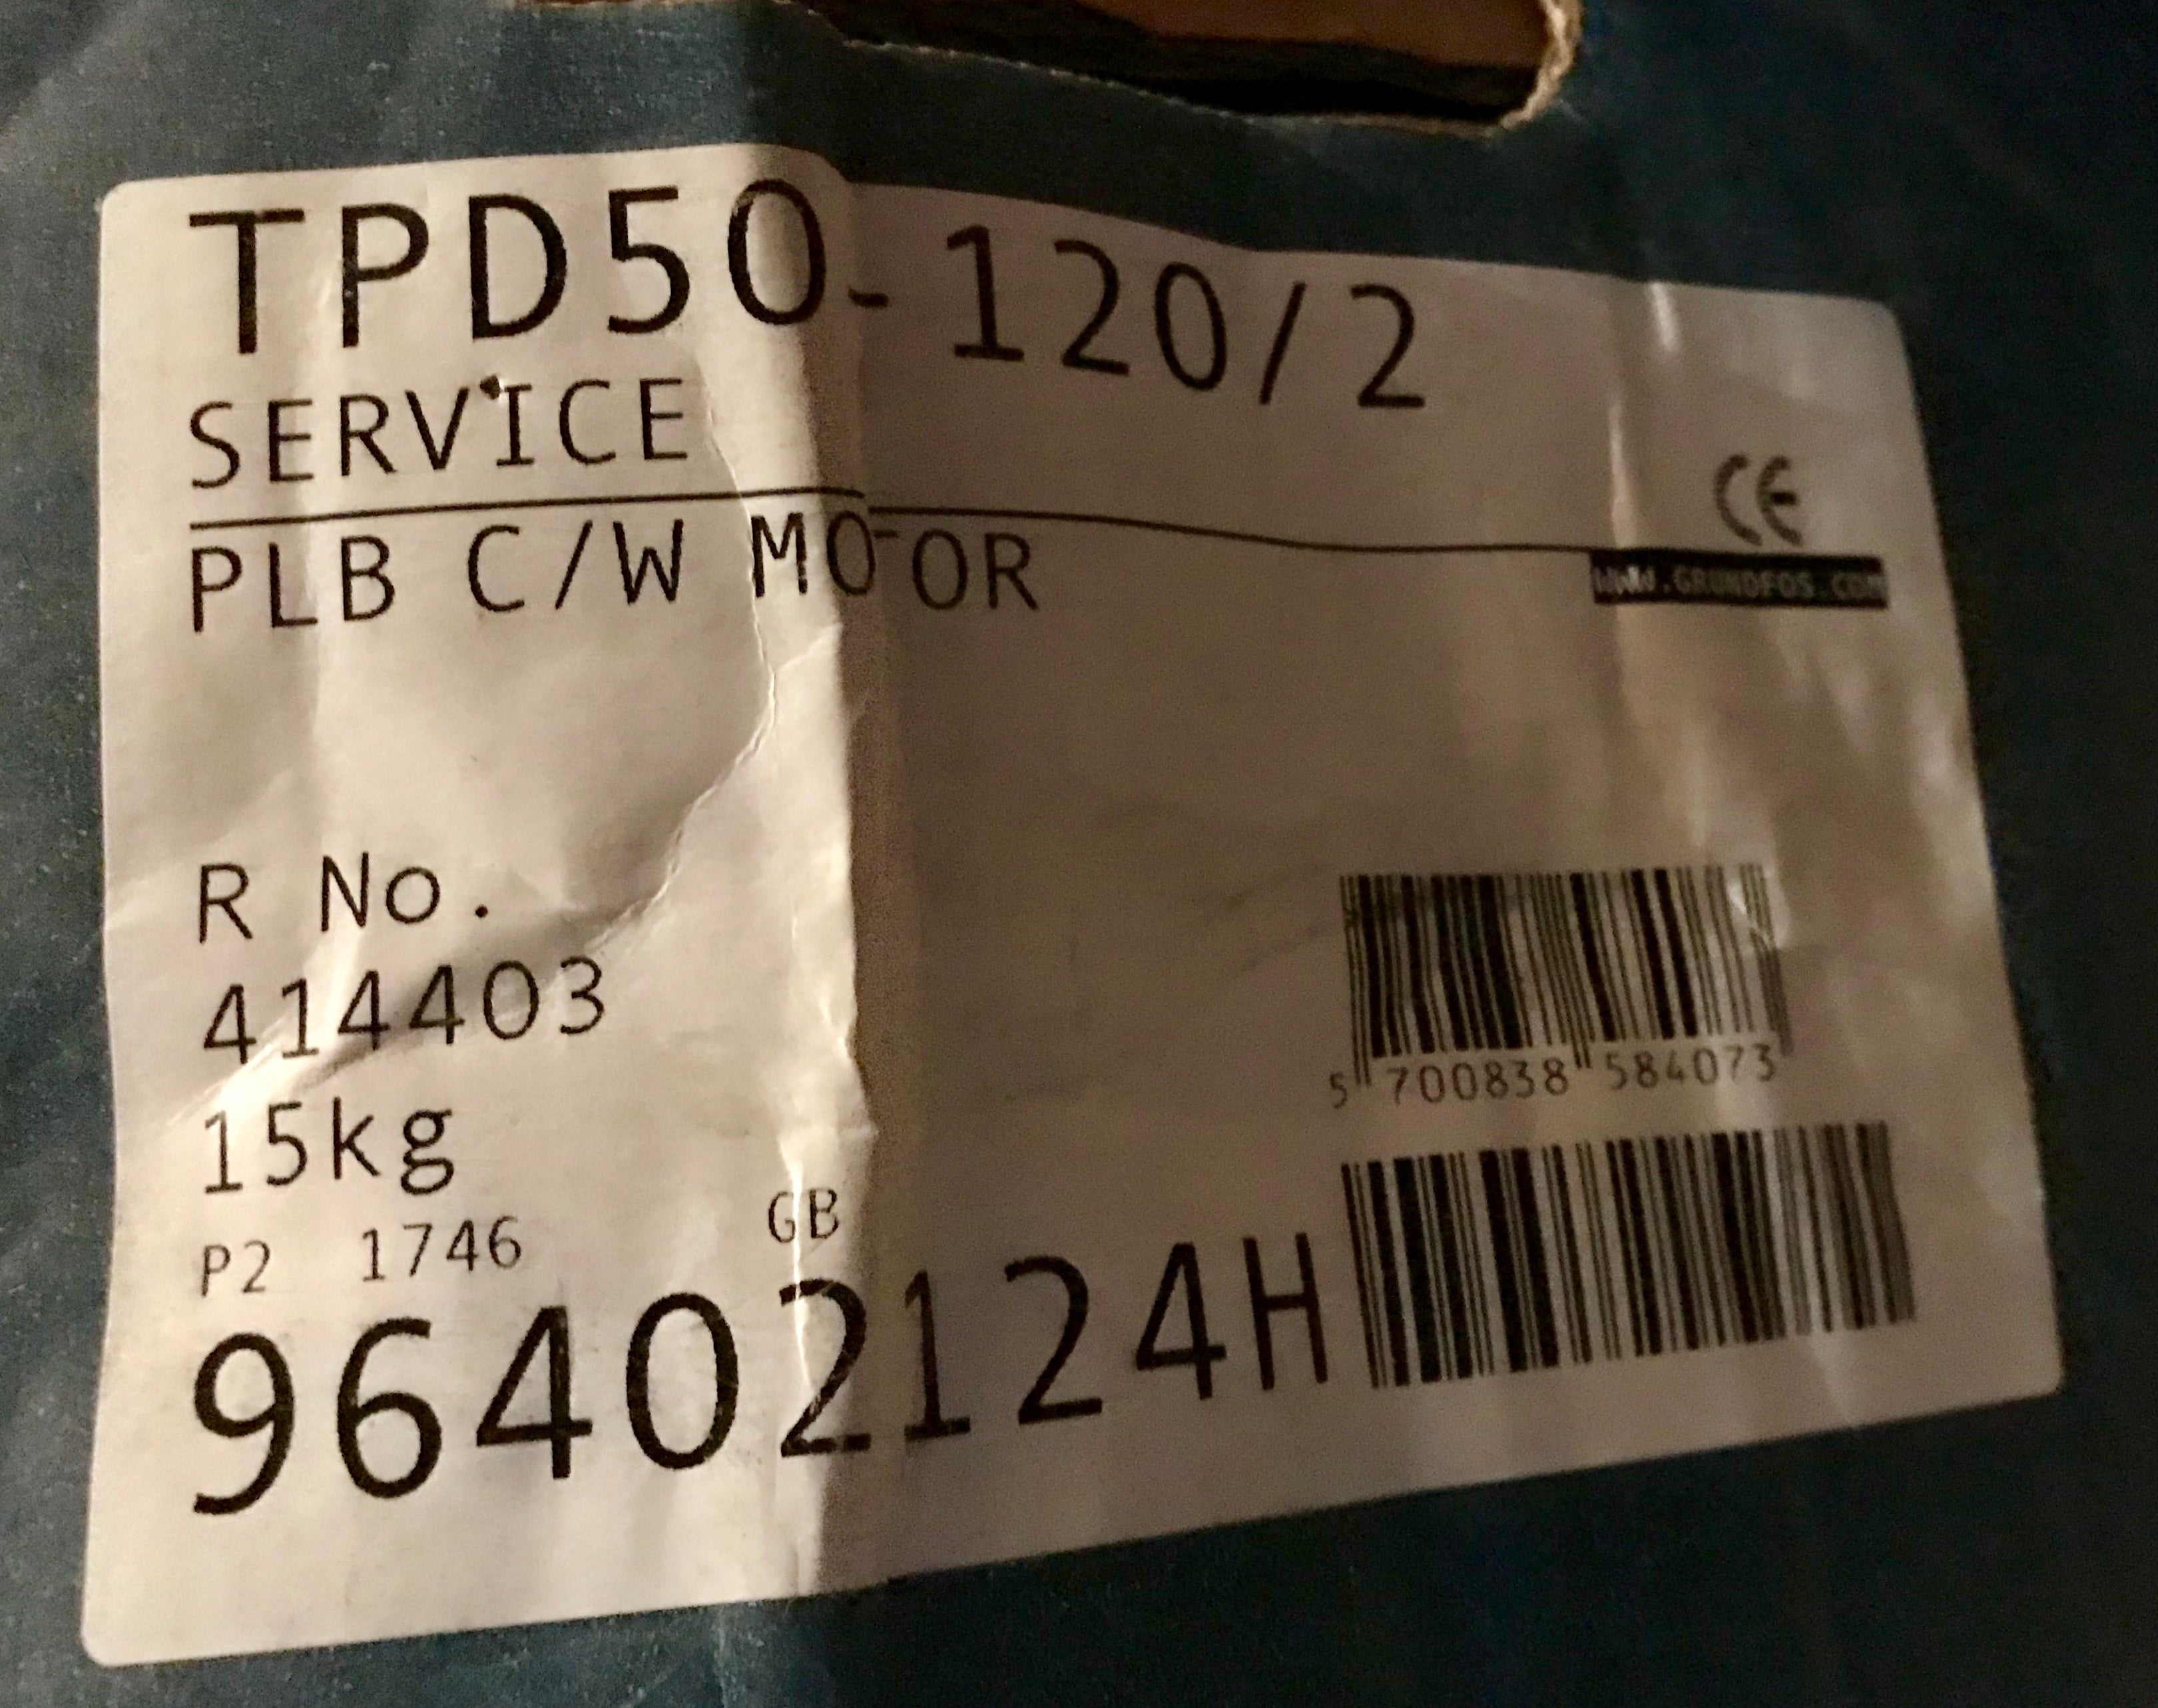 TPD50-120/2
SERVICE
CE
PLB C/W MOTOR
WWW.GRUNDFOS.COM
R No.
414403
5 700838 584073
15kg
P2 1746 GB
96402124H